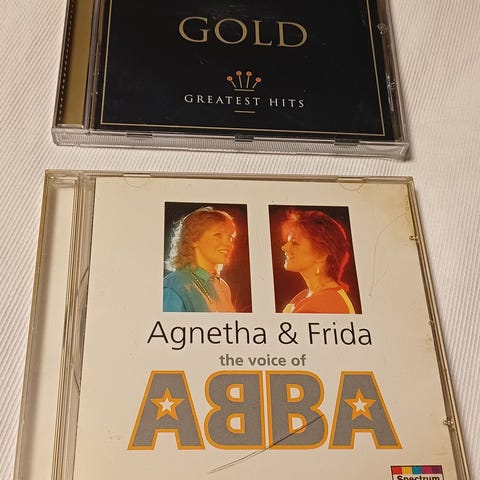 GOLD
GREATEST HITS
Agnetha & Frida
the voice of
ABBA
Spectrum